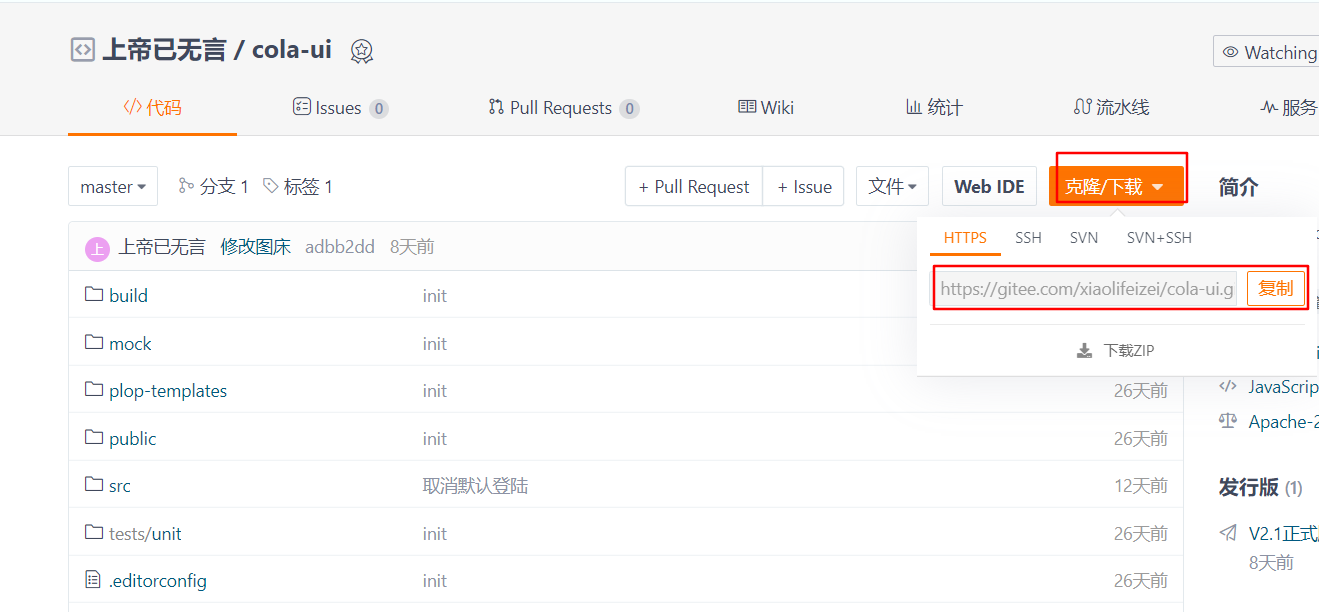 上帝已无言 / cola-ui
Watching
代码 Issues 0 Pull Requests 0 Wiki 统计 流水线 服务
master 分支 1 标签 1 + Pull Request + Issue 文件 Web IDE 克隆/下载 简介
HTTPS SSH SVN SVN+SSH
上 上帝已无言 修改图床 adbb2dd 8天前
https://gitee.com/xiaolifeizei/cola-ui.g 复制
build init
mock init
下载ZIP
plop-templates init 26天前
JavaScrip
public init 26天前
Apache-2
src 取消默认登陆 12天前
发行版 (1)
tests/unit init 26天前
V2.1正式
8天前
.editorconfig init 26天前